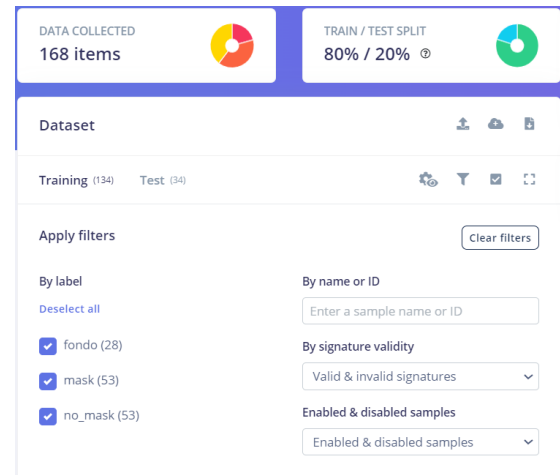 DATA COLLECTED
168 items
TRAIN / TEST SPLIT
80% / 20%
Dataset
Training (134) Test (34)
Apply filters
Clear filters
By label
Deselect all
fondo (28)
mask (53)
no_mask (53)
By name or ID
Enter a sample name or ID
By signature validity
Valid & invalid signatures
Enabled & disabled samples
Enabled & disabled samples